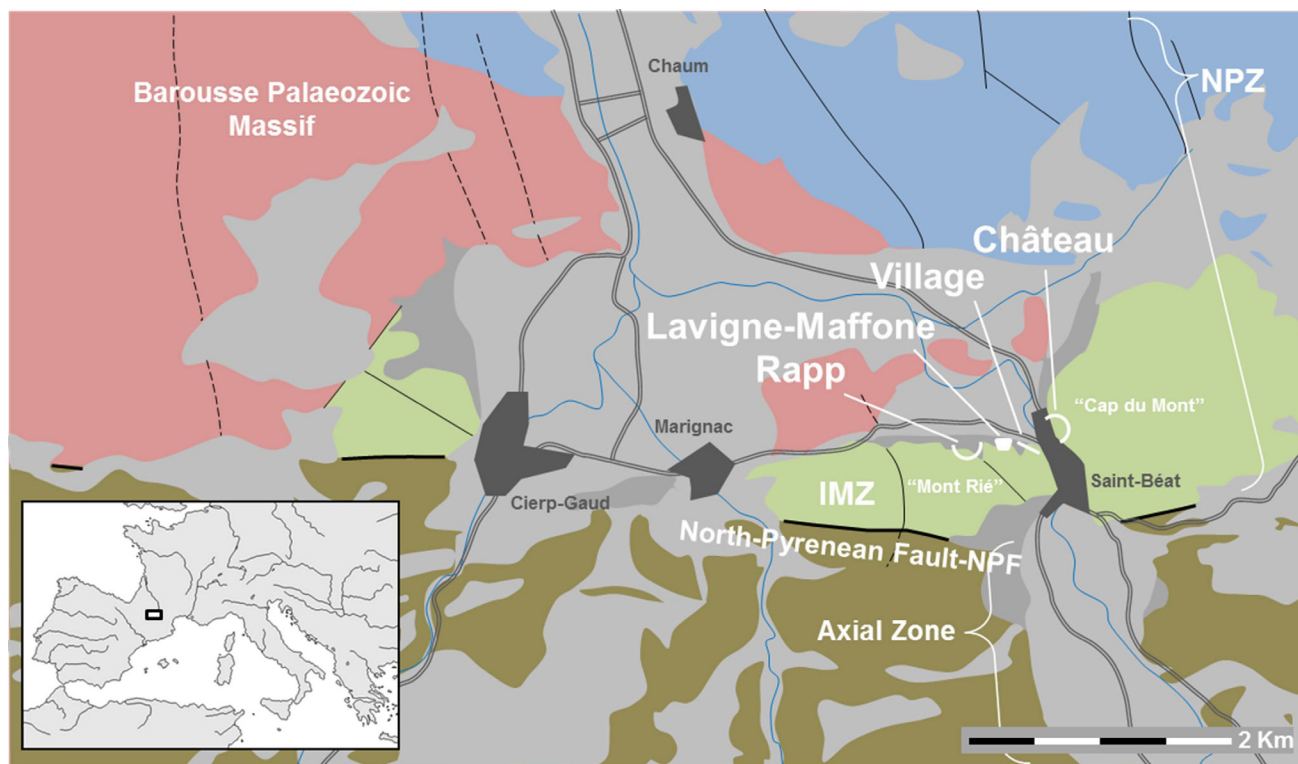 Chaum
NPZ
Barousse Palaeozoic
Massif
Château
Village
Lavigne-Maffone
Rapp
"Cap du Mont"
Marignac
IMZ
"Mont Rié"
Saint-Béat
Cierp-Gaud
North-Pyrenean Fault-NPF
Axial Zone
2 Km